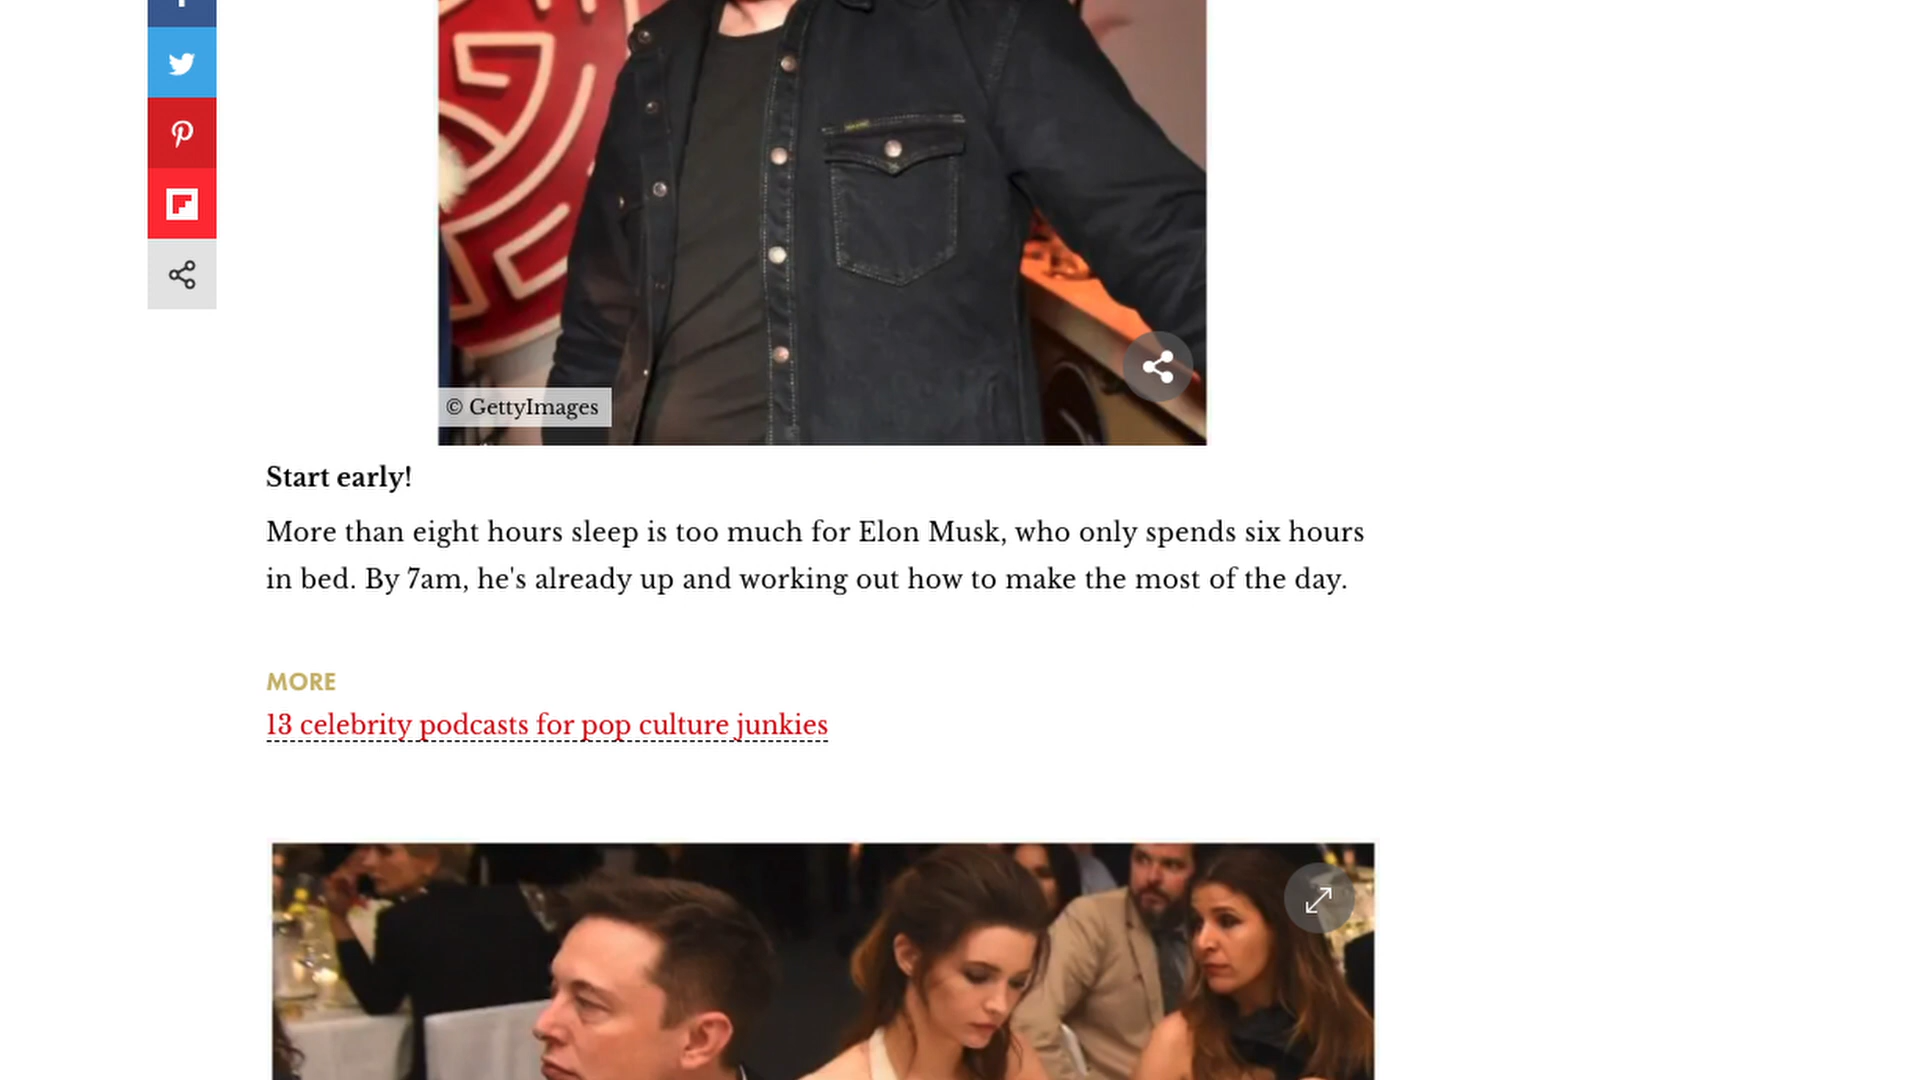 © GettyImages
Start early!
More than eight hours sleep is too much for Elon Musk, who only spends six hours
in bed. By 7am, he's already up and working out how to make the most of the day.
MORE
13 celebrity podcasts for pop culture junkies